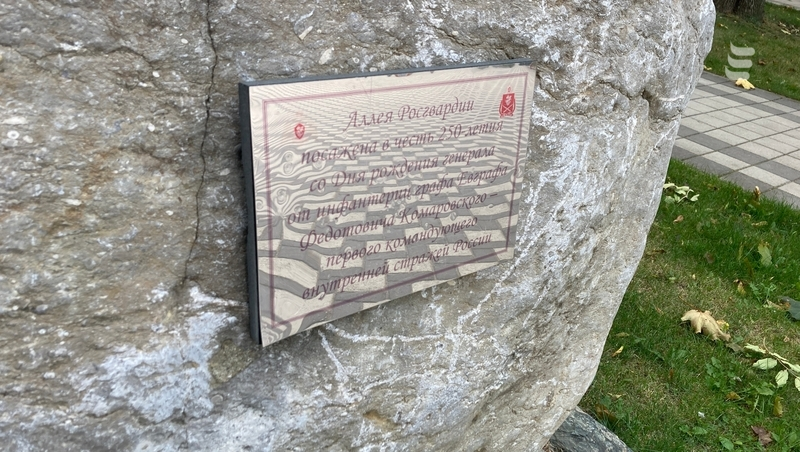 Аллея Росгвардии
посажена в честь 250-летия
со Дня рождения генерала
от инфантерии графа Евграфа
Федотовича Комаровского –
первого командующего
внутренней стражей России